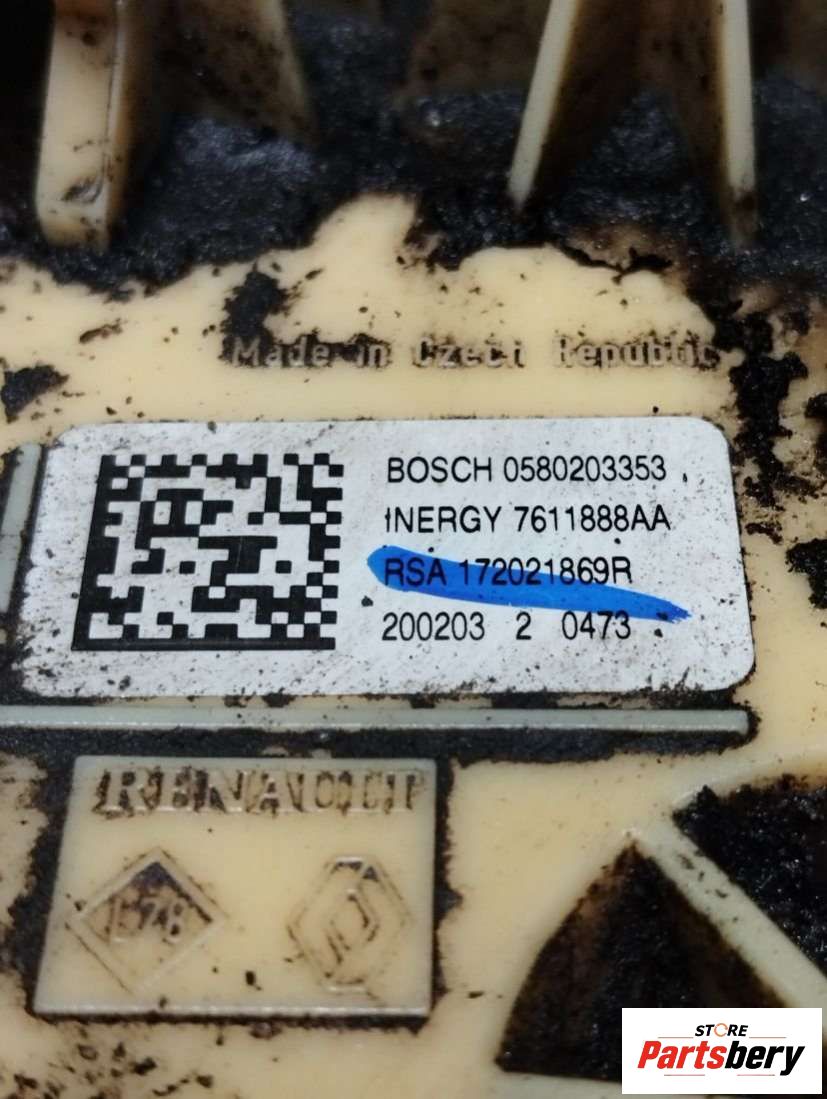 Made in Czech Republic
BOSCH 0580203353
INERGY 7611888AA
RSA 172021869R
200203 2 0473
RENAULT
STORE
Partsbery